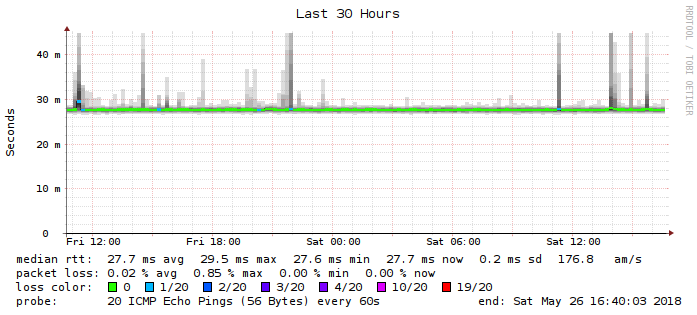 Last 30 Hours
RRDTOOL / TOBI OETIKER
Seconds
40 m
30 m
20 m
10 m
0
Fri 12:00 Fri 18:00 Sat 00:00 Sat 06:00 Sat 12:00
median rtt: 27.7 ms avg 29.5 ms max 27.6 ms min 27.7 ms now 0.2 ms sd 176.8 am/s
packet loss: 0.02 % avg 0.85 % max 0.00 % min 0.00 % now
loss color: 0 1/20 2/20 3/20 4/20 10/20 19/20
probe: 20 ICMP Echo Pings (56 Bytes) every 60s end: Sat May 26 16:40:03 2018